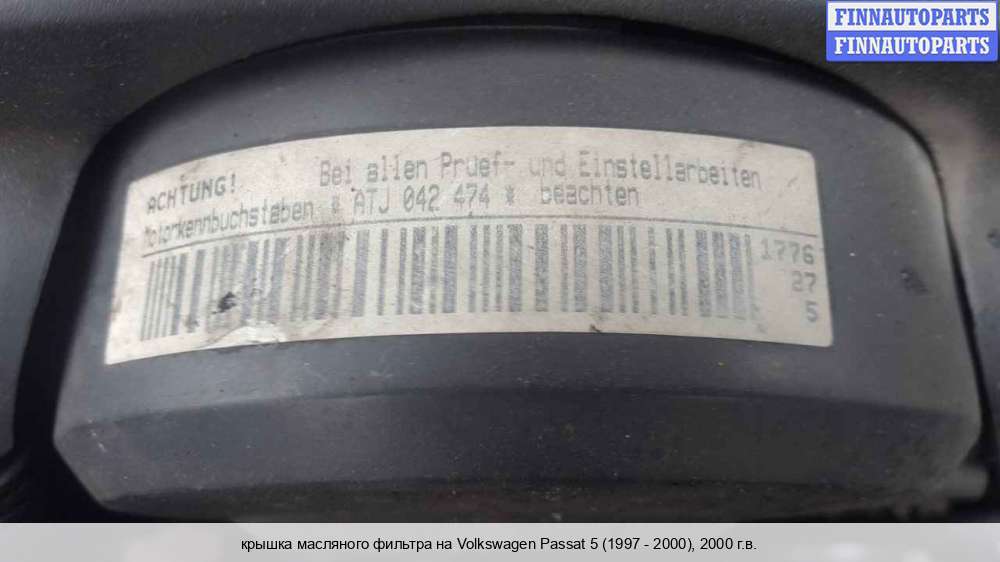 FINNAUTOPARTS
FINNAUTOPARTS
ACHTUNG! Bei allen Pruef- und Einstellarbeiten
Motorkennbuchstaben * ATJ 042 474 * beachten
1776
27
5
крышка масляного фильтра на Volkswagen Passat 5 (1997 - 2000), 2000 г.в.